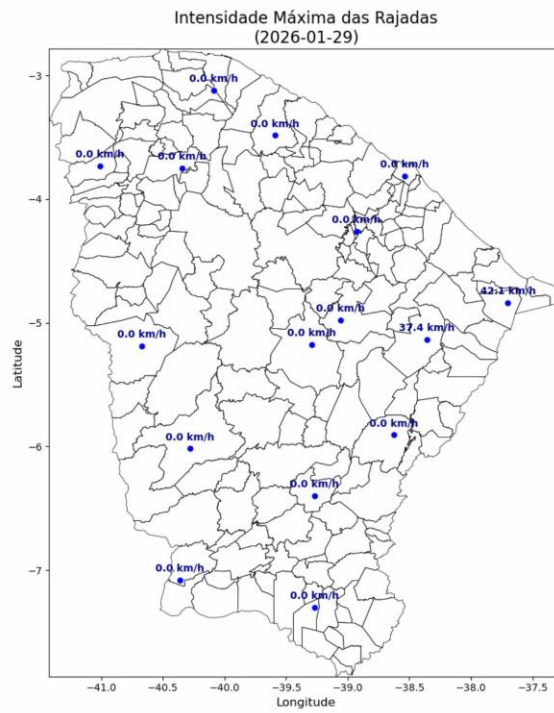 Intensidade Máxima das Rajadas
(2026-01-29)
−3
0.0 km/h
0.0 km/h
0.0 km/h
0.0 km/h
0.0 km/h
−4
0.0 km/h
42.1 km/h
0.0 km/h
37.4 km/h
−5
0.0 km/h
0.0 km/h
0.0 km/h
0.0 km/h
−6
0.0 km/h
−7
0.0 km/h
0.0 km/h
Latitude
−41.0
−40.5
−40.0
−39.5
−39.0
−38.5
−38.0
−37.5
Longitude